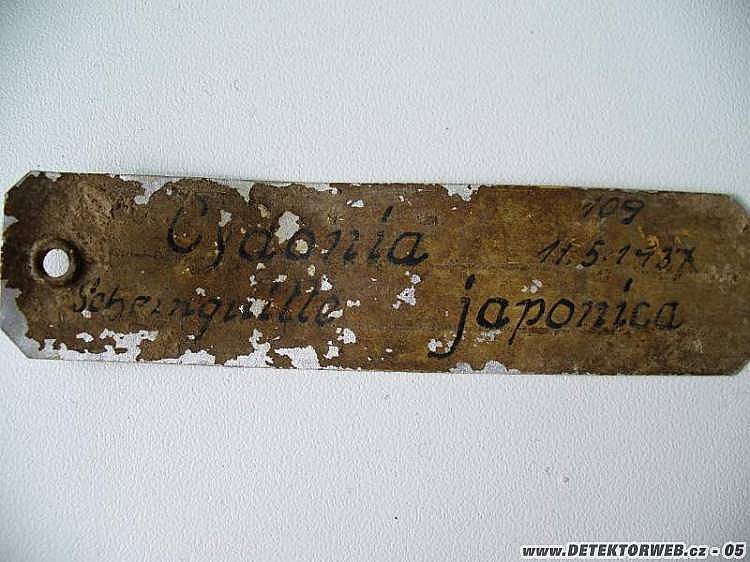 109
Cydonia 11.5.1937
Scheinquitte japonica
www.DETEKTORWEB.cz - 05